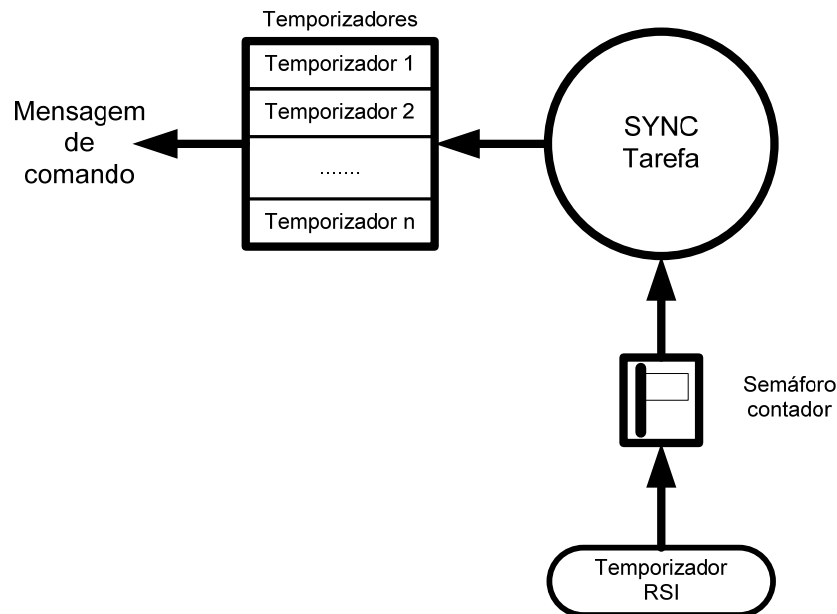 Temporizadores
Temporizador 1
Temporizador 2
.......
Temporizador n
Mensagem
de
comando
SYNC
Tarefa
Semáforo
contador
Temporizador
RSI